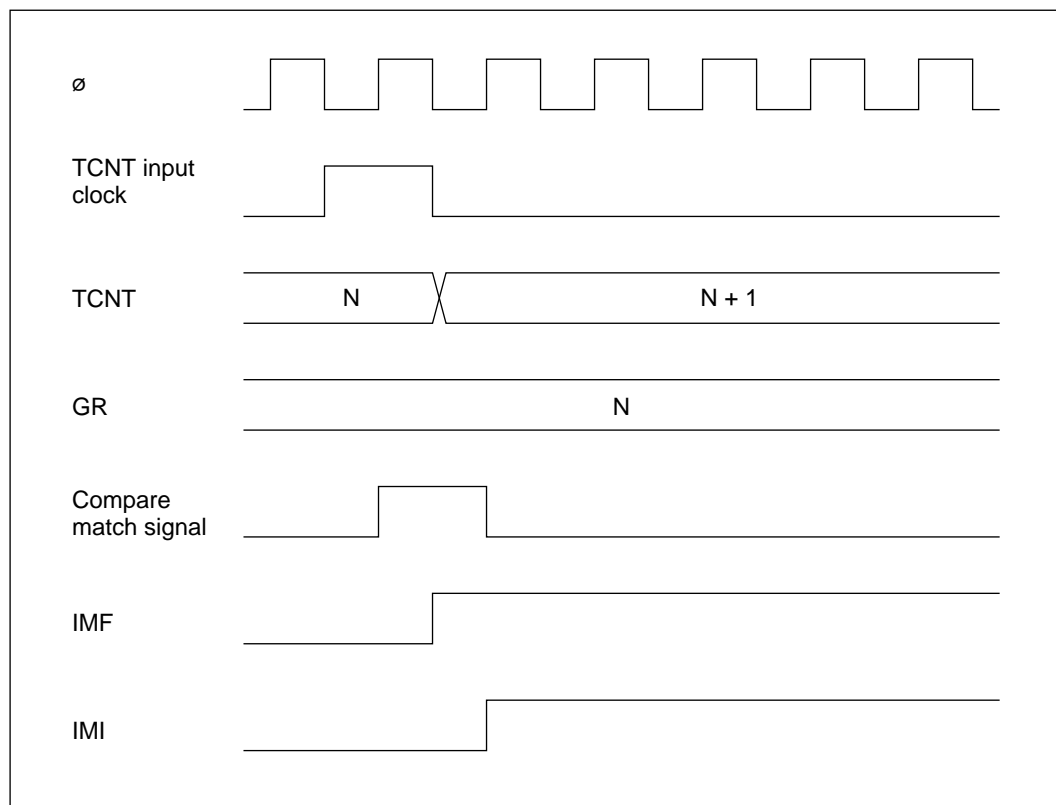 ø
TCNT input
clock
TCNT
N
N + 1
GR
N
Compare
match signal
IMF
IMI